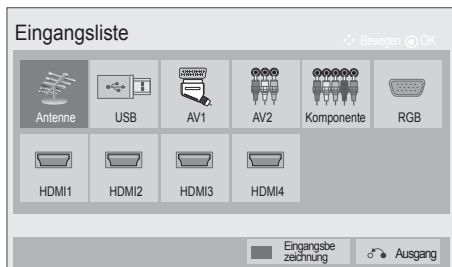 Eingangsliste
Bewegen OK
Antenne USB AV1 AV2 Komponente RGB
HDMI1 HDMI2 HDMI3 HDMI4
Eingangsbe
zeichnung
Ausgang